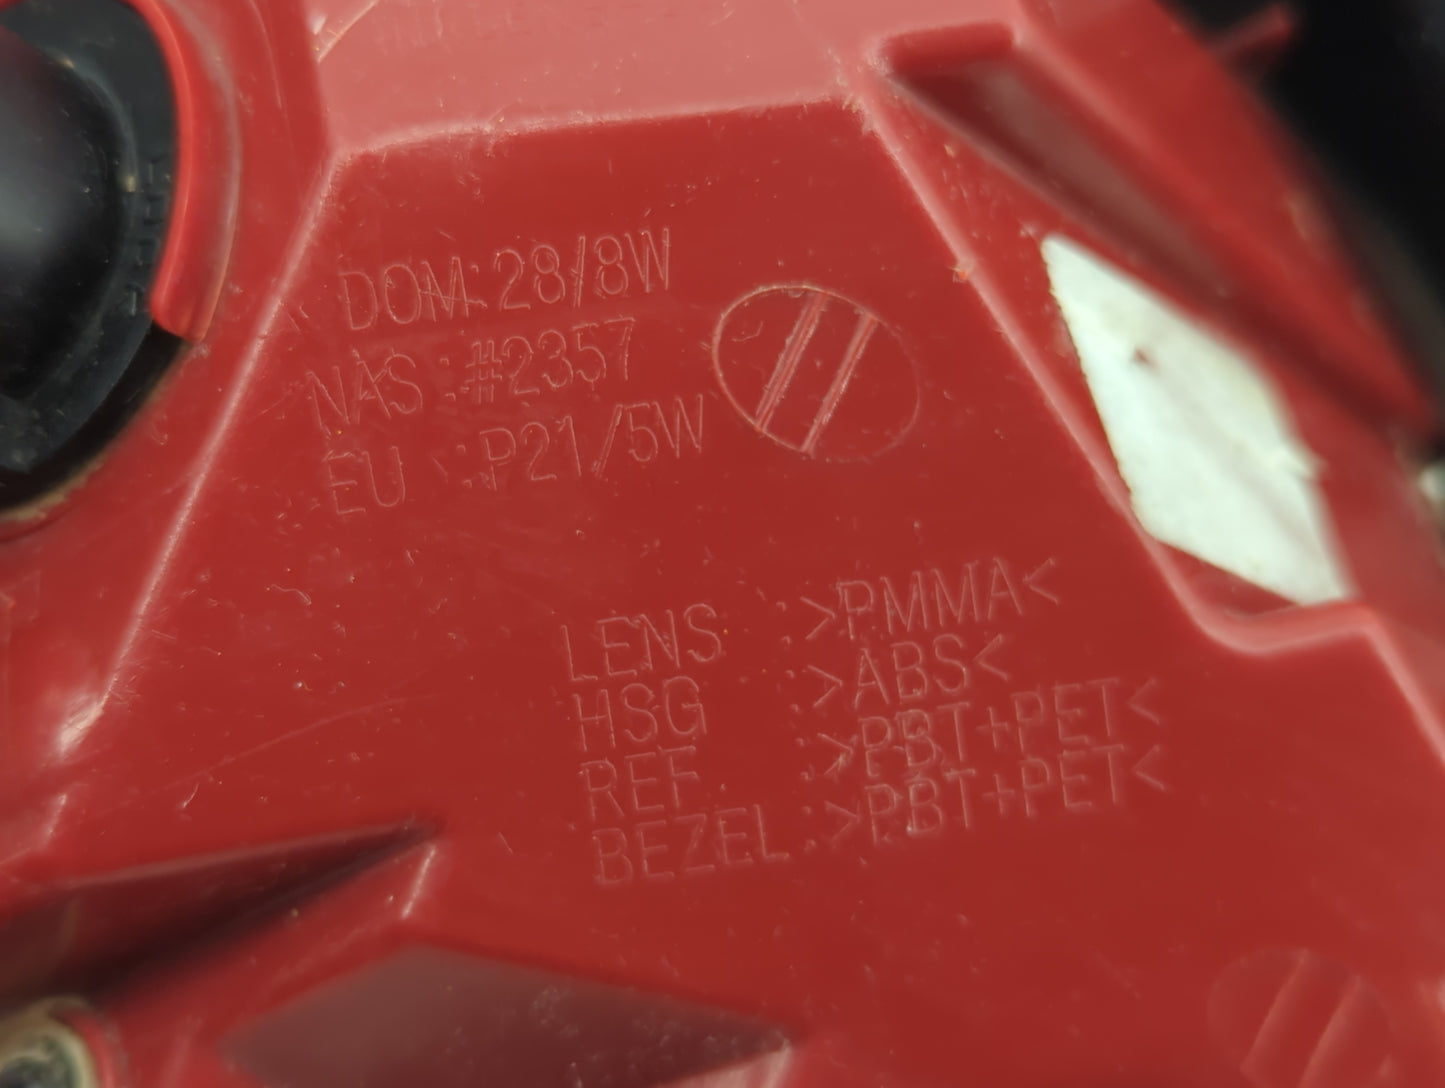 DOM: 28/8W
NAS :#2357
EU :P21/5W
LENS :>PMMA<
HSG :>ABS<
REF :>PBT+PET<
BEZEL :>PBT+PET<